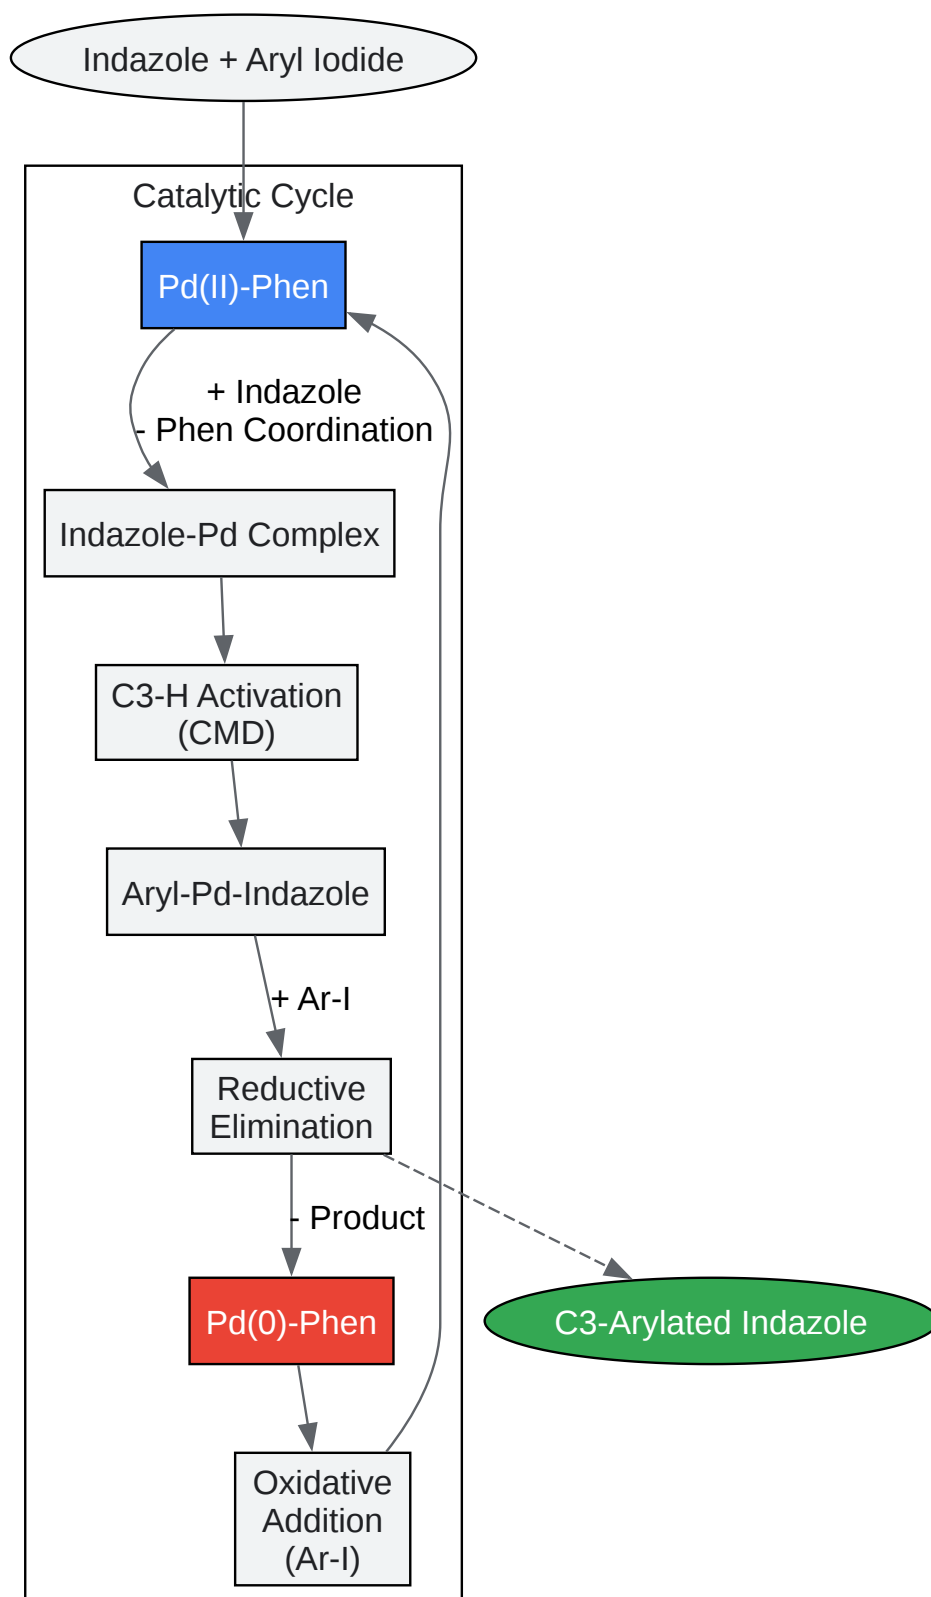 Indazole + Aryl Iodide
Catalytic Cycle
Pd(II)-Phen
+ Indazole
- Phen Coordination
Indazole-Pd Complex
C3-H Activation
(CMD)
Aryl-Pd-Indazole
+ Ar-I
Reductive
Elimination
- Product
Pd(0)-Phen
C3-Arylated Indazole
Oxidative
Addition
(Ar-I)